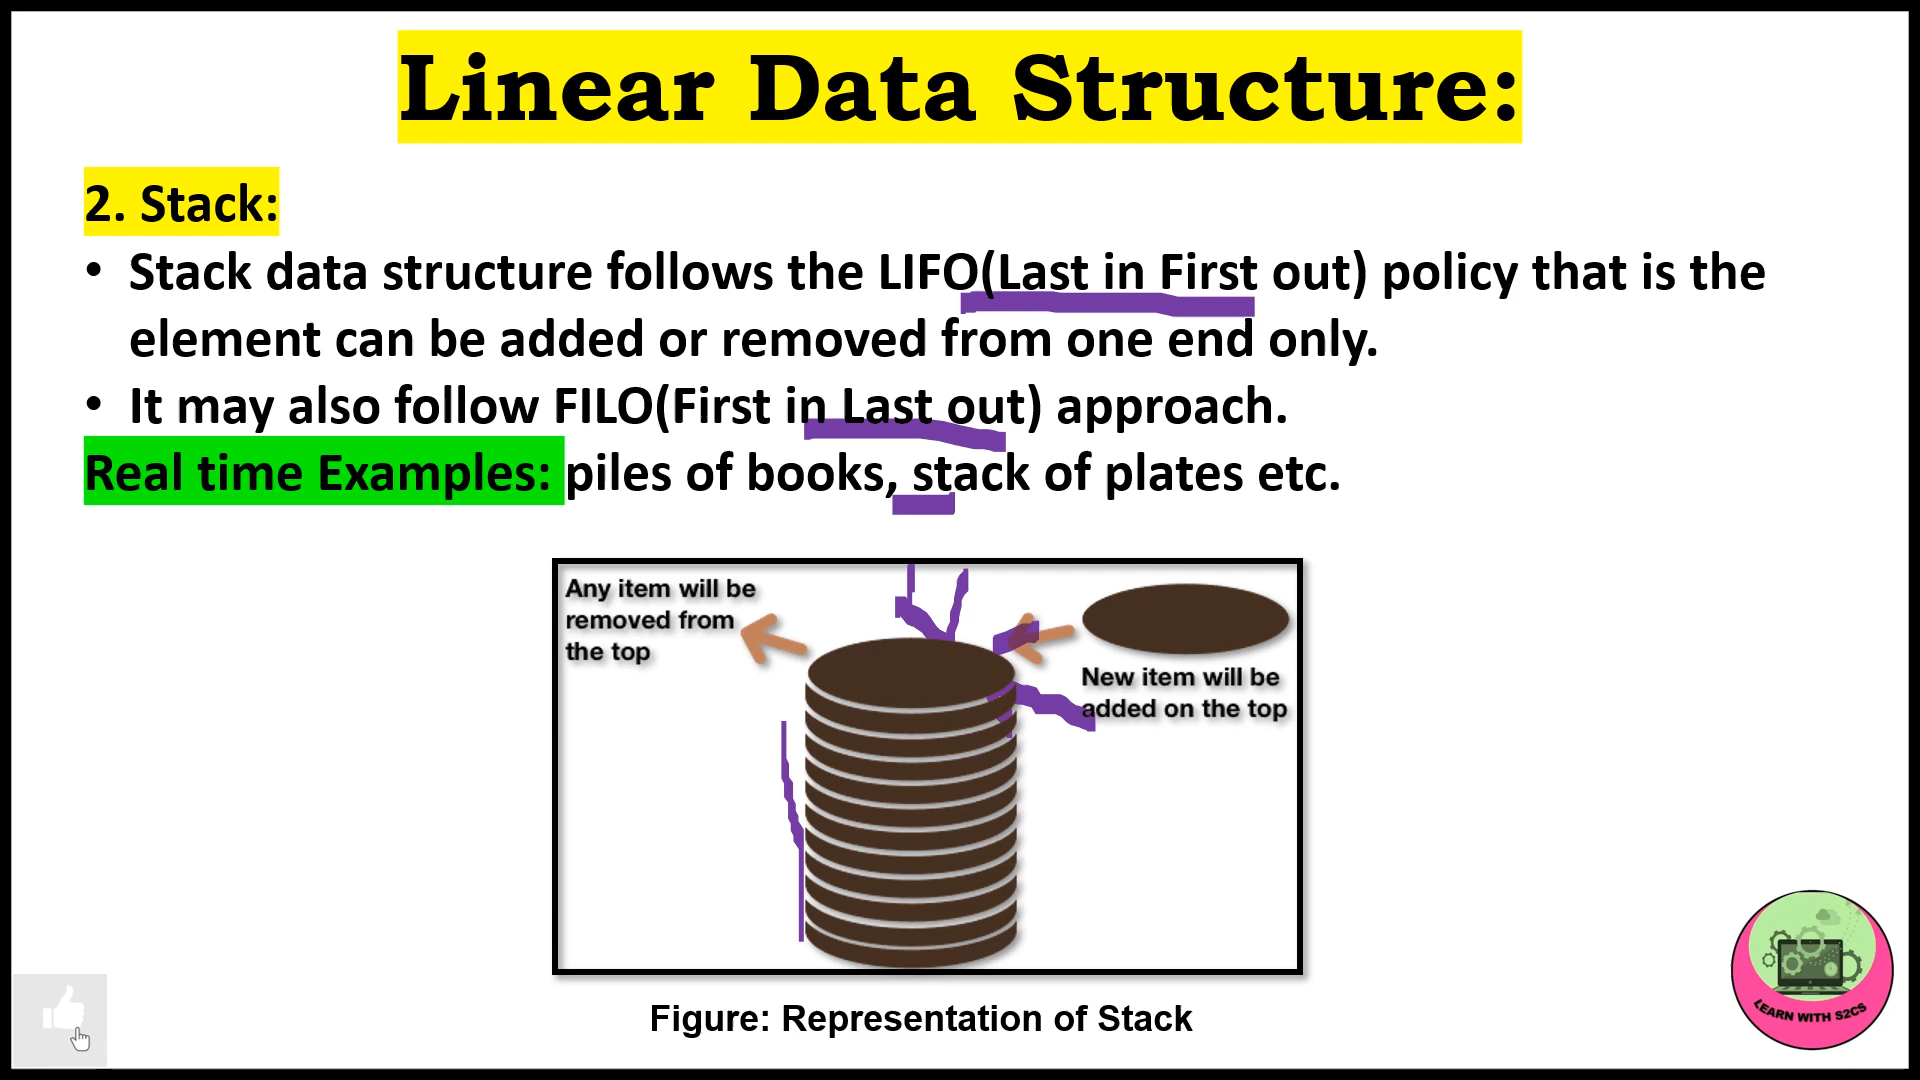 Linear Data Structure:
2. Stack:
• Stack data structure follows the LIFO(Last in First out) policy that is the
element can be added or removed from one end only.
• It may also follow FILO(First in Last out) approach.
Real time Examples: piles of books, stack of plates etc.
Any item will be
removed from
the top
New item will be
added on the top
Figure: Representation of Stack
LEARN WITH S2CS